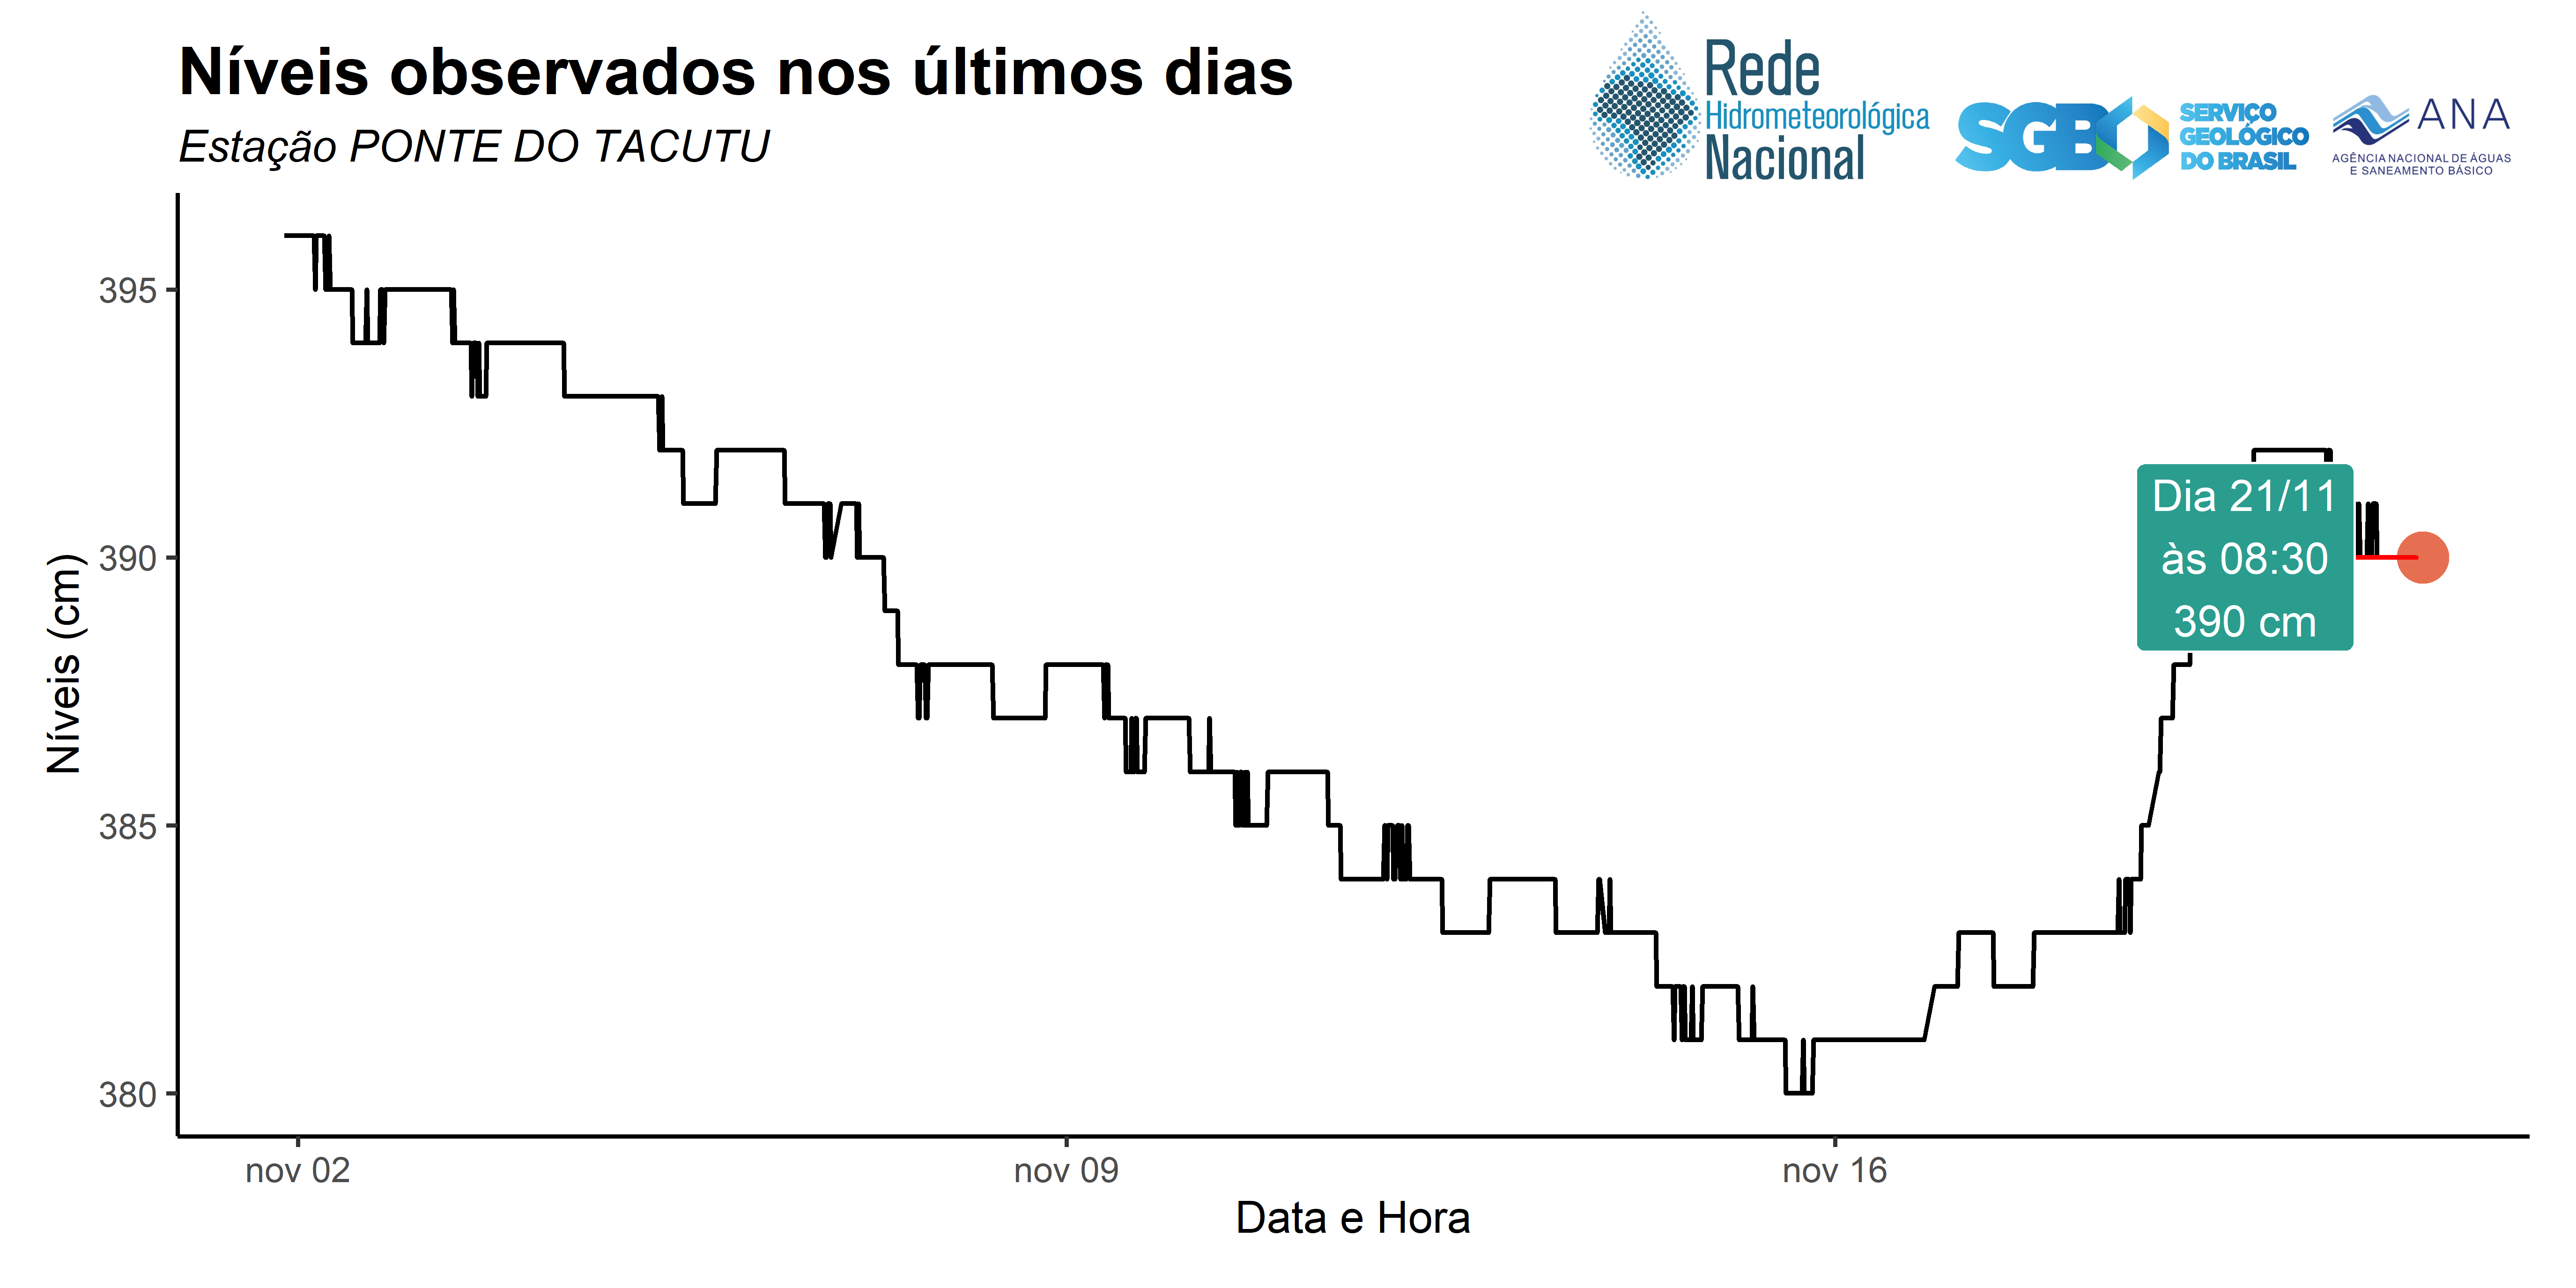 Níveis observados nos últimos dias
Estação PONTE DO TACUTU
Rede
Hidrometeorológica
Nacional
SGB
SERVIÇO
GEOLÓGICO
DO BRASIL
ANA
AGÊNCIA NACIONAL DE ÁGUAS
E SANEAMENTO BÁSICO
Níveis (cm)
395
390
385
380
Dia 21/11
às 08:30
390 cm
nov 02
nov 09
nov 16
Data e Hora